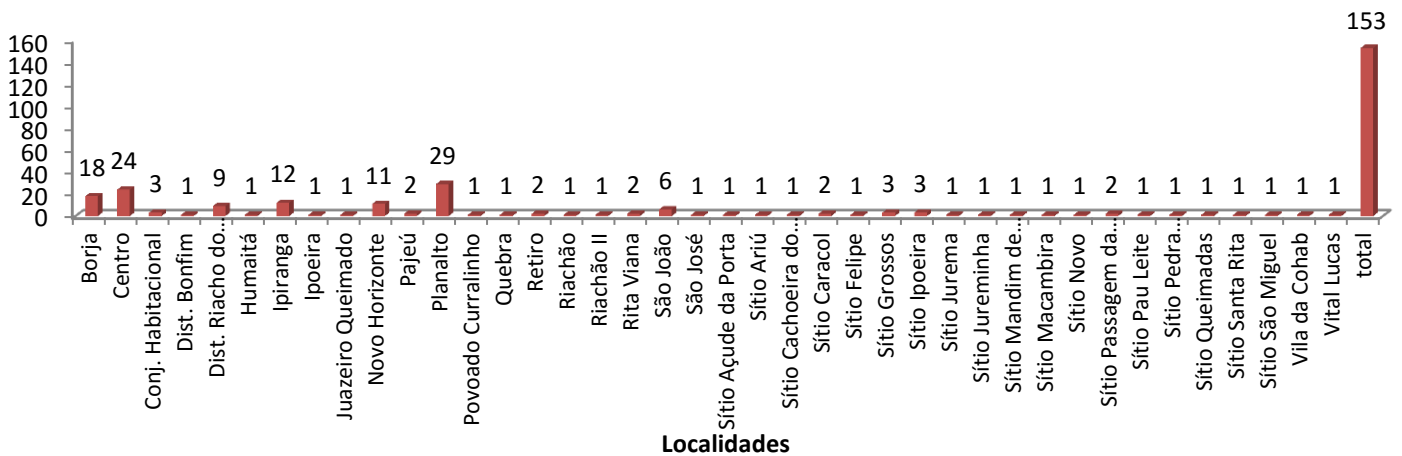 153
160
140
120
100
80
60
40
20
0
18 24 3 1 9 1 12 1 1 11 2 29 1 1 2 1 1 2 6 1 1 1 1 2 1 3 3 1 1 1 1 1 2 1 1 1 1 1 1 1
Borja
Centro
Conj. Habitacional
Dist. Bonfim
Dist. Riacho do...
Humaitá
Ipiranga
Ipoeira
Juazeiro Queimado
Novo Horizonte
Pajeú
Planalto
Povoado Curralinho
Quebra
Retiro
Riachão
Riachão II
Rita Viana
São João
São José
Sítio Açude da Porta
Sítio Ariú
Sítio Cachoeira do...
Sítio Caracol
Sítio Felipe
Sítio Grossos
Sítio Ipoeira
Sítio Jurema
Sítio Jureminha
Sítio Mandim de...
Sítio Macambira
Sítio Novo
Sítio Passagem da...
Sítio Pau Leite
Sítio Pedra...
Sítio Queimadas
Sítio Santa Rita
Sítio São Miguel
Vila da Cohab
Vital Lucas
total
Localidades